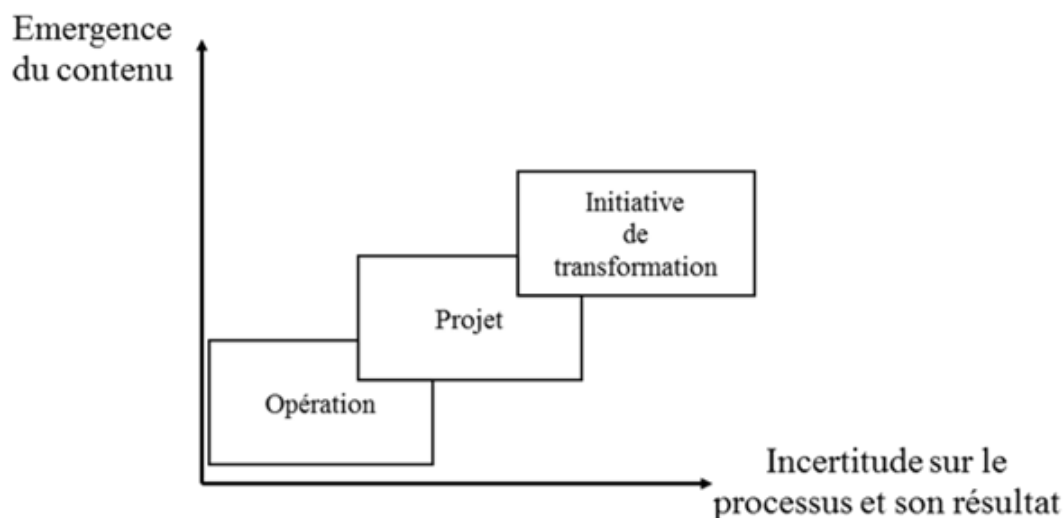 Emergence
du contenu
Initiative
de
transformation
Projet
Opération
Incertitude sur le
processus et son résultat